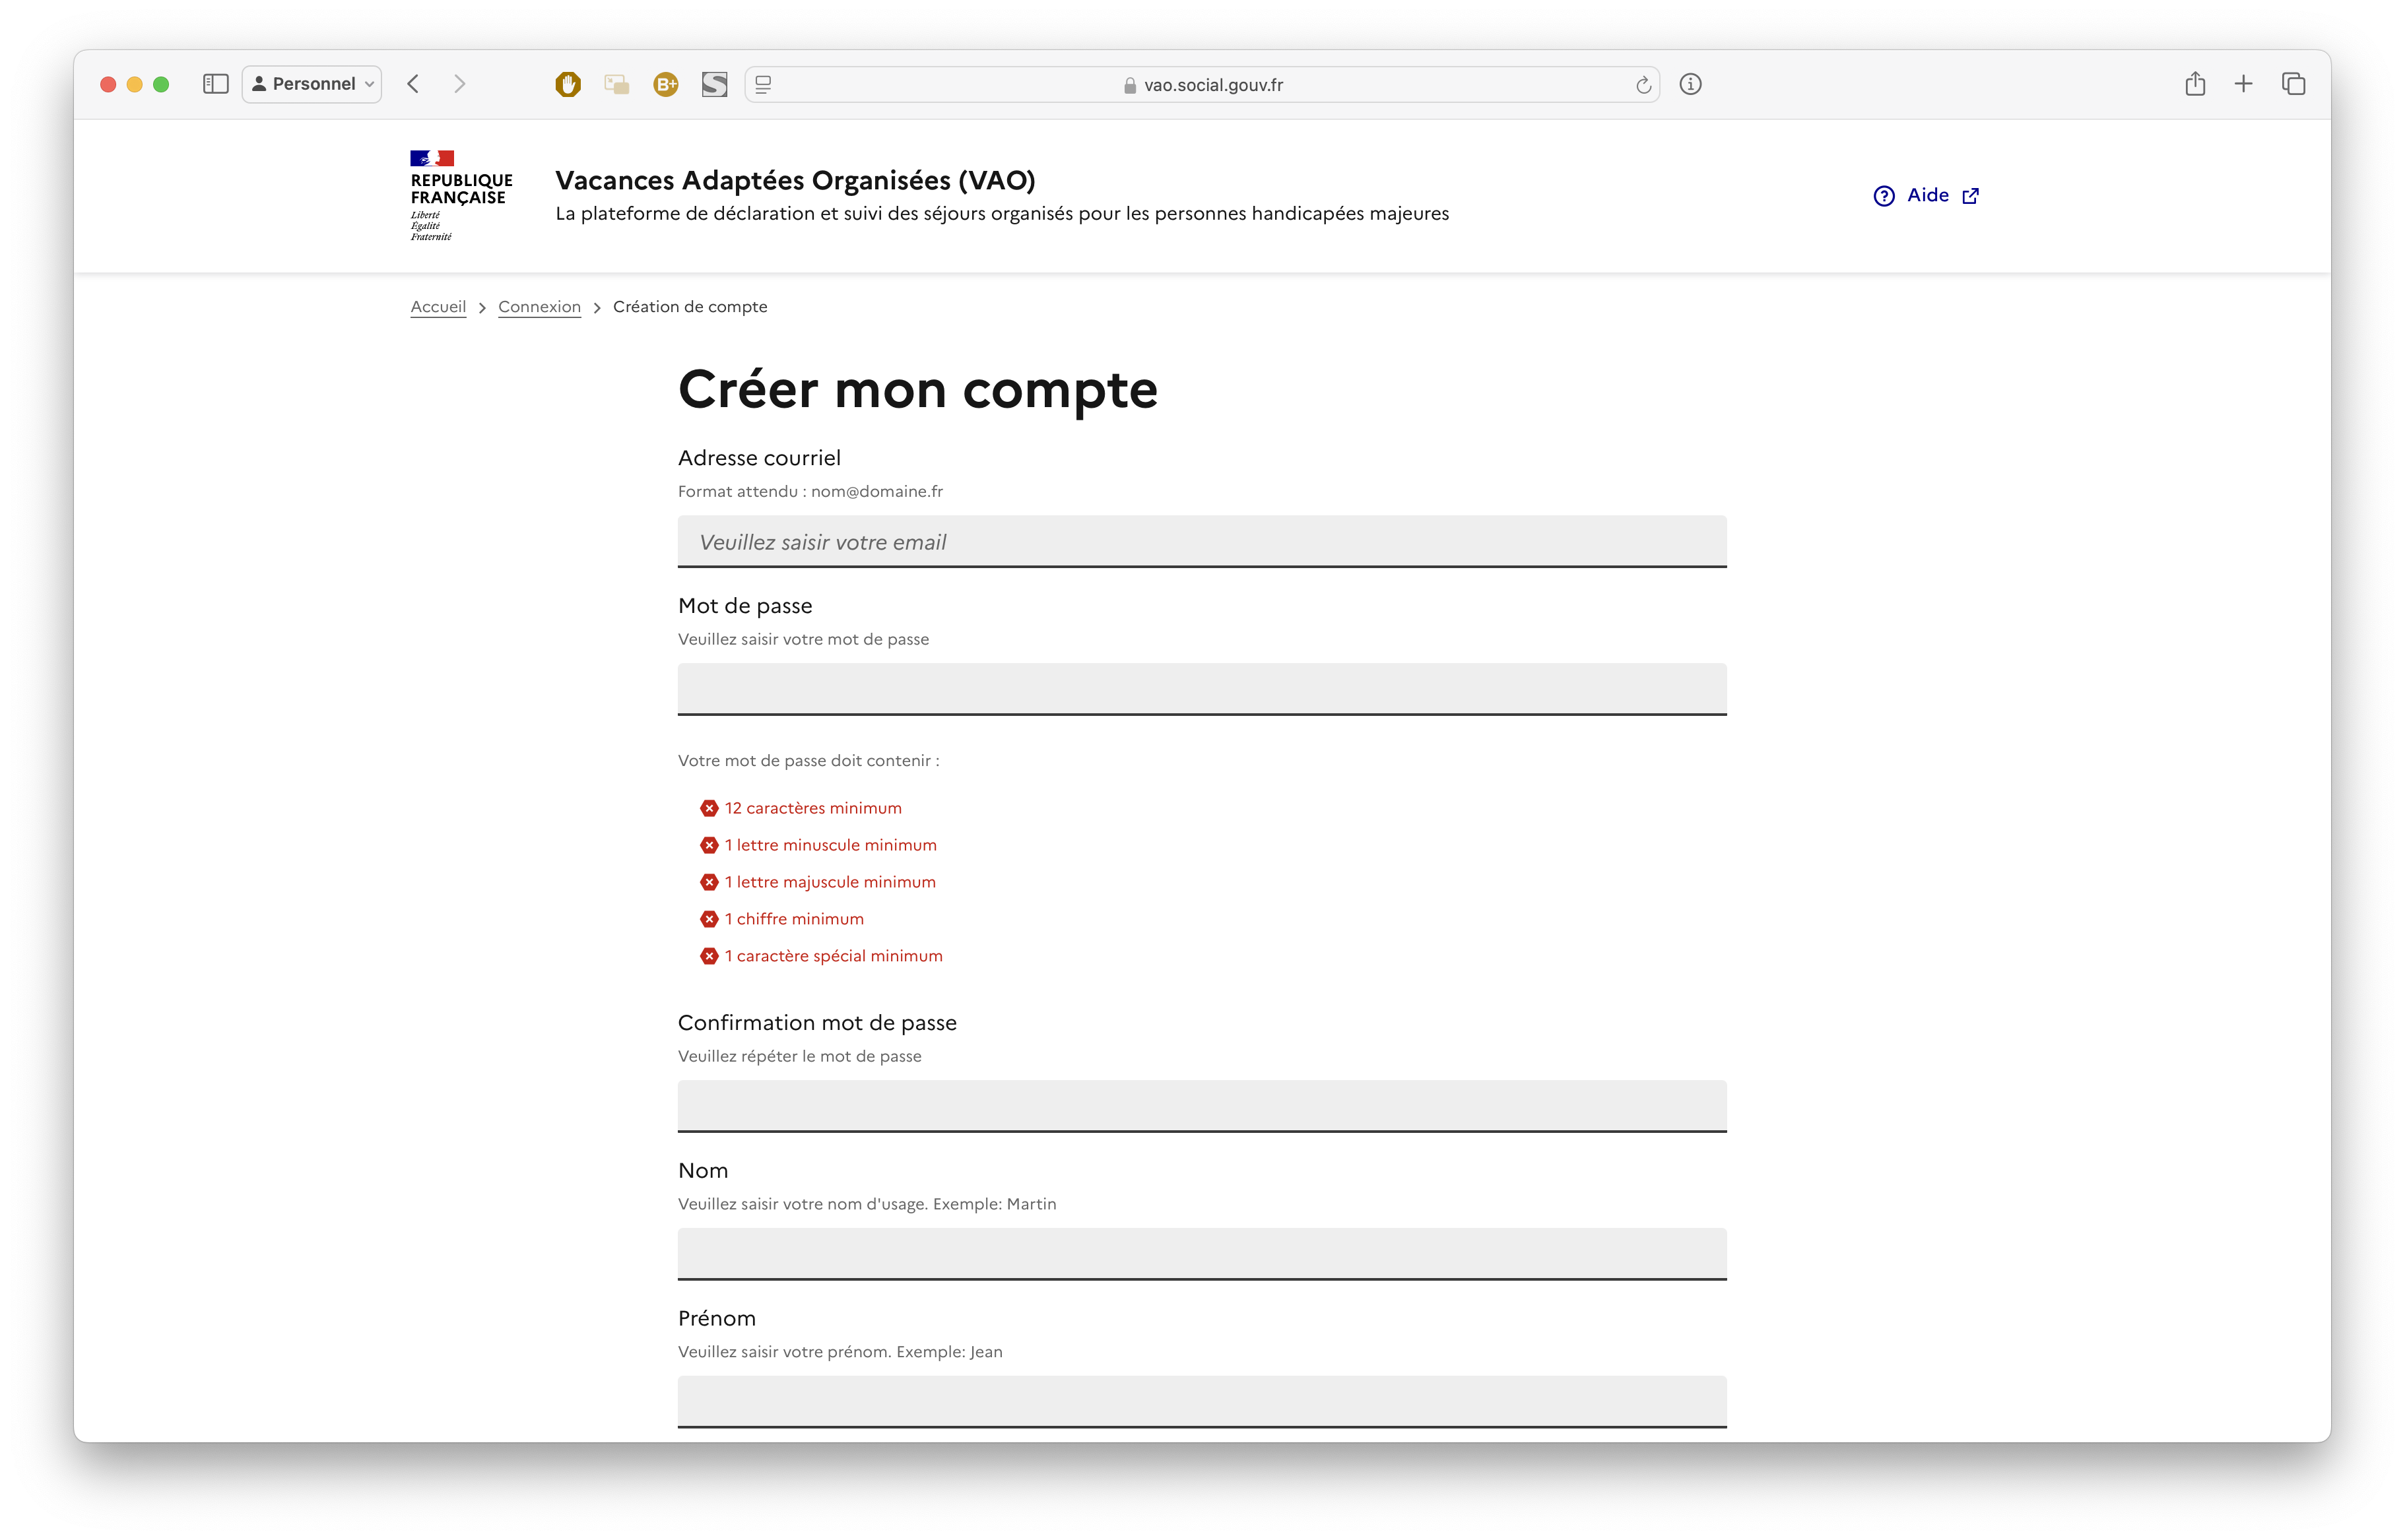 Personnel
B+
vao.social.gouv.fr
REPUBLIQUE
FRANÇAISE
Liberté
Égalité
Fraternité
Vacances Adaptées Organisées (VAO)
La plateforme de déclaration et suivi des séjours organisés pour les personnes handicapées majeures
Aide
Accueil > Connexion > Création de compte
Créer mon compte
Adresse courriel
Format attendu : nom@domaine.fr
Veuillez saisir votre email
Mot de passe
Veuillez saisir votre mot de passe
Votre mot de passe doit contenir :
12 caractères minimum
1 lettre minuscule minimum
1 lettre majuscule minimum
1 chiffre minimum
1 caractère spécial minimum
Confirmation mot de passe
Veuillez répéter le mot de passe
Nom
Veuillez saisir votre nom d'usage. Exemple: Martin
Prénom
Veuillez saisir votre prénom. Exemple: Jean